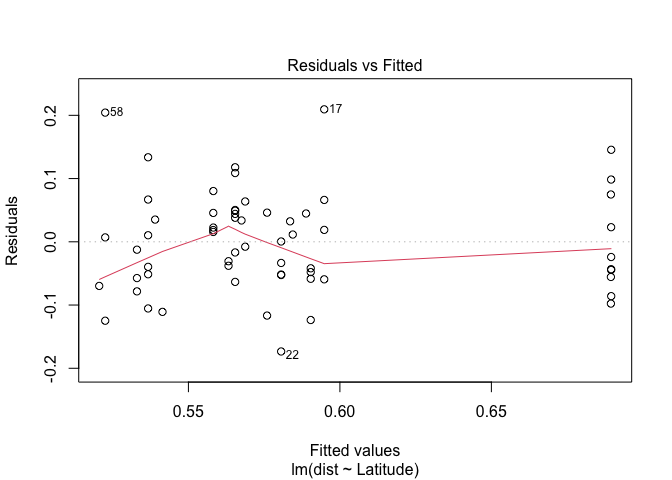 Residuals vs Fitted
Residuals
0.2
0.1
0.0
-0.1
-0.2
58
17
22
0.55 0.60 0.65
Fitted values
lm(dist ~ Latitude)